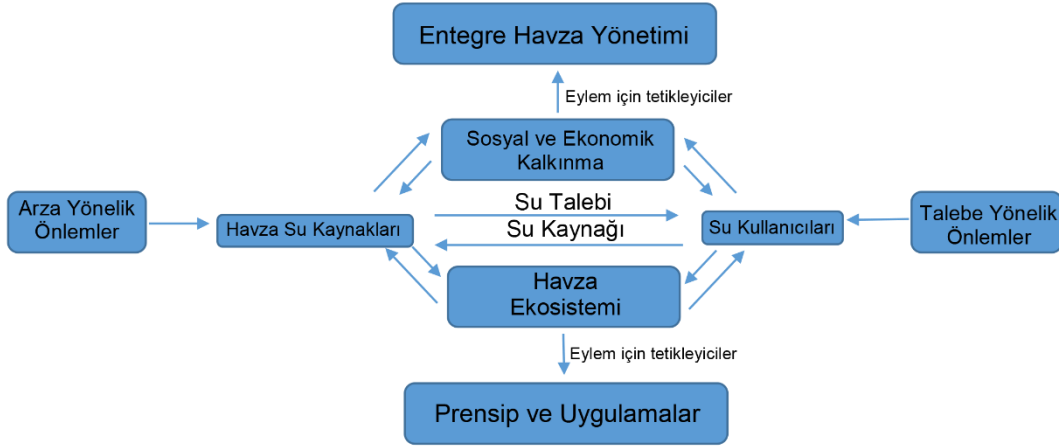 Entegre Havza Yönetimi
Eylem için tetikleyiciler
Sosyal ve Ekonomik
Kalkınma
Arza Yönelik
Önlemler
Havza Su Kaynakları
Su Talebi
Su Kaynağı
Su Kullanıcıları
Talebe Yönelik
Önlemler
Havza
Ekosistemi
Eylem için tetikleyiciler
Prensip ve Uygulamalar